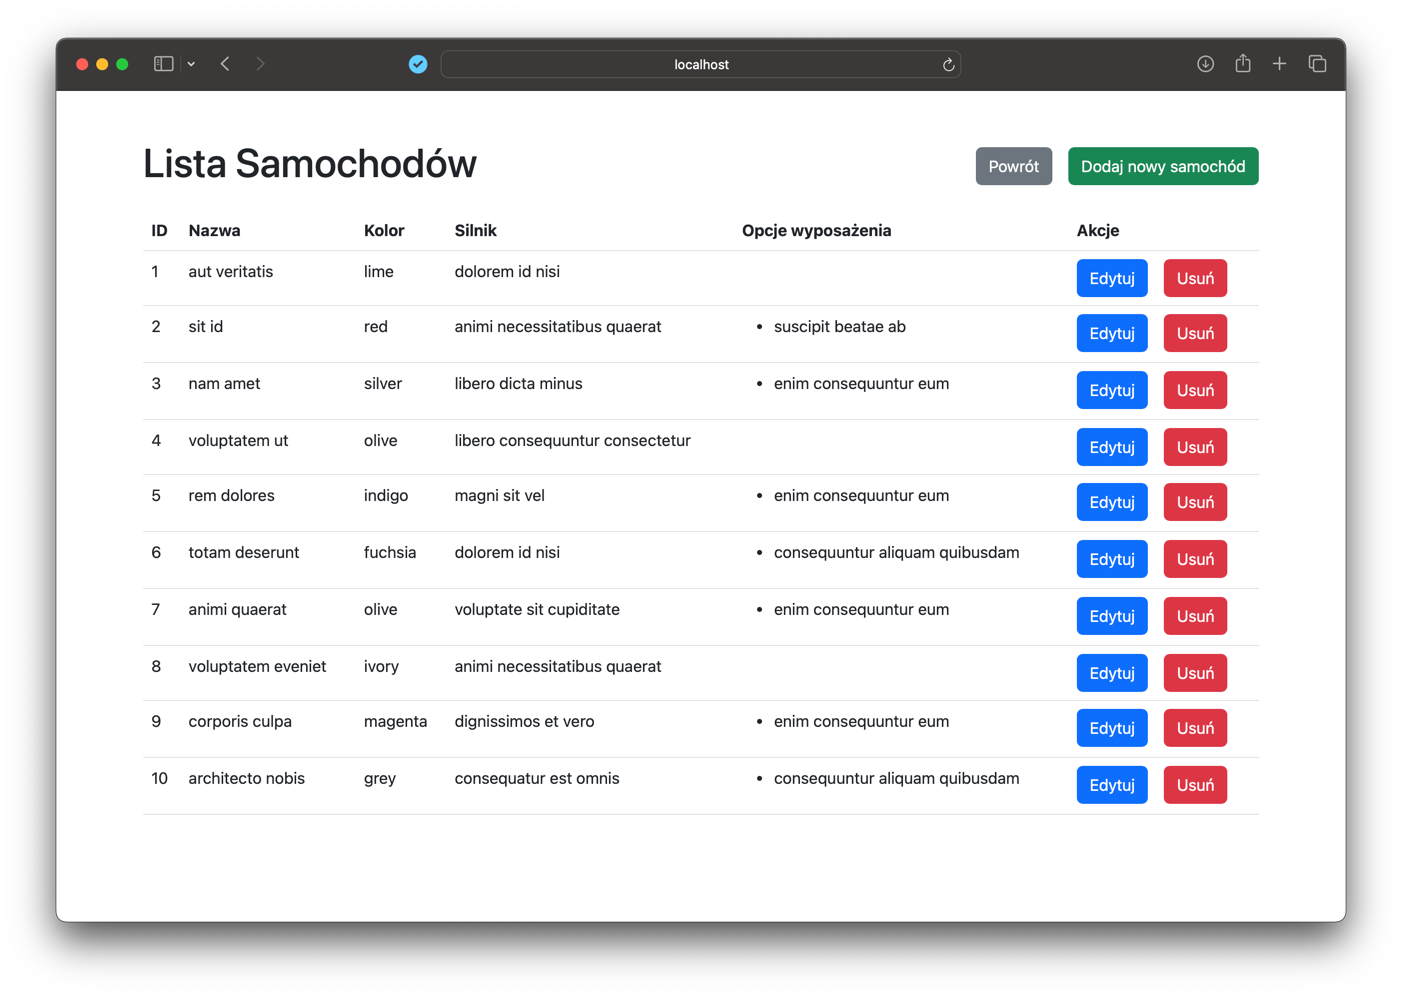 localhost
Lista Samochodów
Powrót Dodaj nowy samochód
ID Nazwa Kolor Silnik Opcje wyposażenia Akcje
1 aut veritatis lime dolorem id nisi Edytuj Usuń
2 sit id red animi necessitatibus quaerat • suscipit beatae ab Edytuj Usuń
3 nam amet silver libero dicta minus • enim consequuntur eum Edytuj Usuń
4 voluptatem ut olive libero consequuntur consectetur Edytuj Usuń
5 rem dolores indigo magni sit vel • enim consequuntur eum Edytuj Usuń
6 totam deserunt fuchsia dolorem id nisi • consequuntur aliquam quibusdam Edytuj Usuń
7 animi quaerat olive voluptate sit cupiditate • enim consequuntur eum Edytuj Usuń
8 voluptatem eveniet ivory animi necessitatibus quaerat Edytuj Usuń
9 corporis culpa magenta dignissimos et vero • enim consequuntur eum Edytuj Usuń
10 architecto nobis grey consequatur est omnis • consequuntur aliquam quibusdam Edytuj Usuń